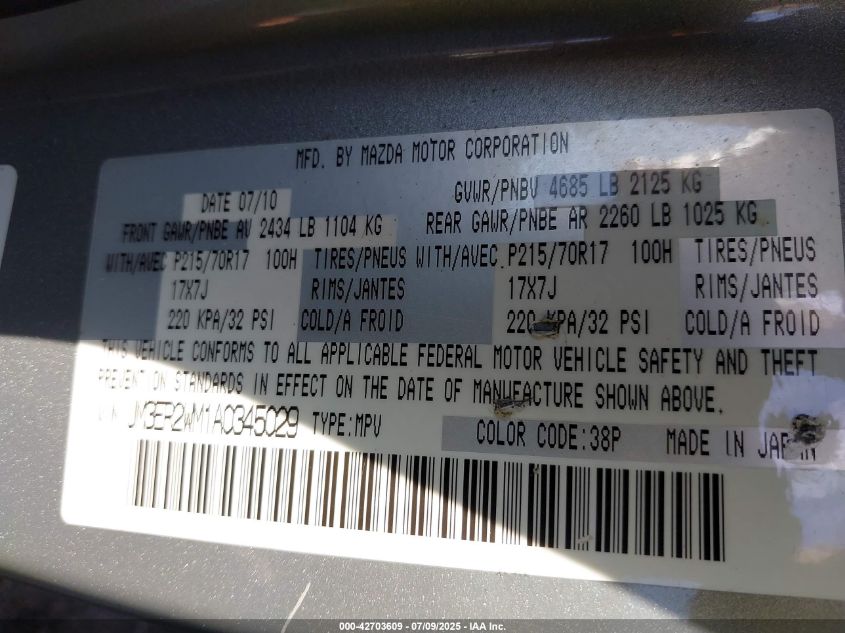 MFD. BY MAZDA MOTOR CORPORATION
DATE 07/10 GVWR/PNBV 4685 LB 2125 KG
FRONT GAWR/PNBE AV 2434 LB 1104 KG REAR GAWR/PNBE AR 2260 LB 1025 KG
WITH/AVEC P215/70R17 100H TIRES/PNEUS WITH/AVEC P215/70R17 100H TIRES/PNEUS
17X7J RIMS/JANTES 17X7J RIMS/JANTES
220 KPA/32 PSI COLD/A FROID 220 KPA/32 PSI COLD/A FROID
THIS VEHICLE CONFORMS TO ALL APPLICABLE FEDERAL MOTOR VEHICLE SAFETY AND THEFT
PREVENTION STANDARDS IN EFFECT ON THE DATE OF MANUFACTURE SHOWN ABOVE.
JM3ER2WM1A0345029 TYPE:MPV COLOR CODE:38P MADE IN JAPAN
000-42703609 - 07/09/2025 - IAA Inc.